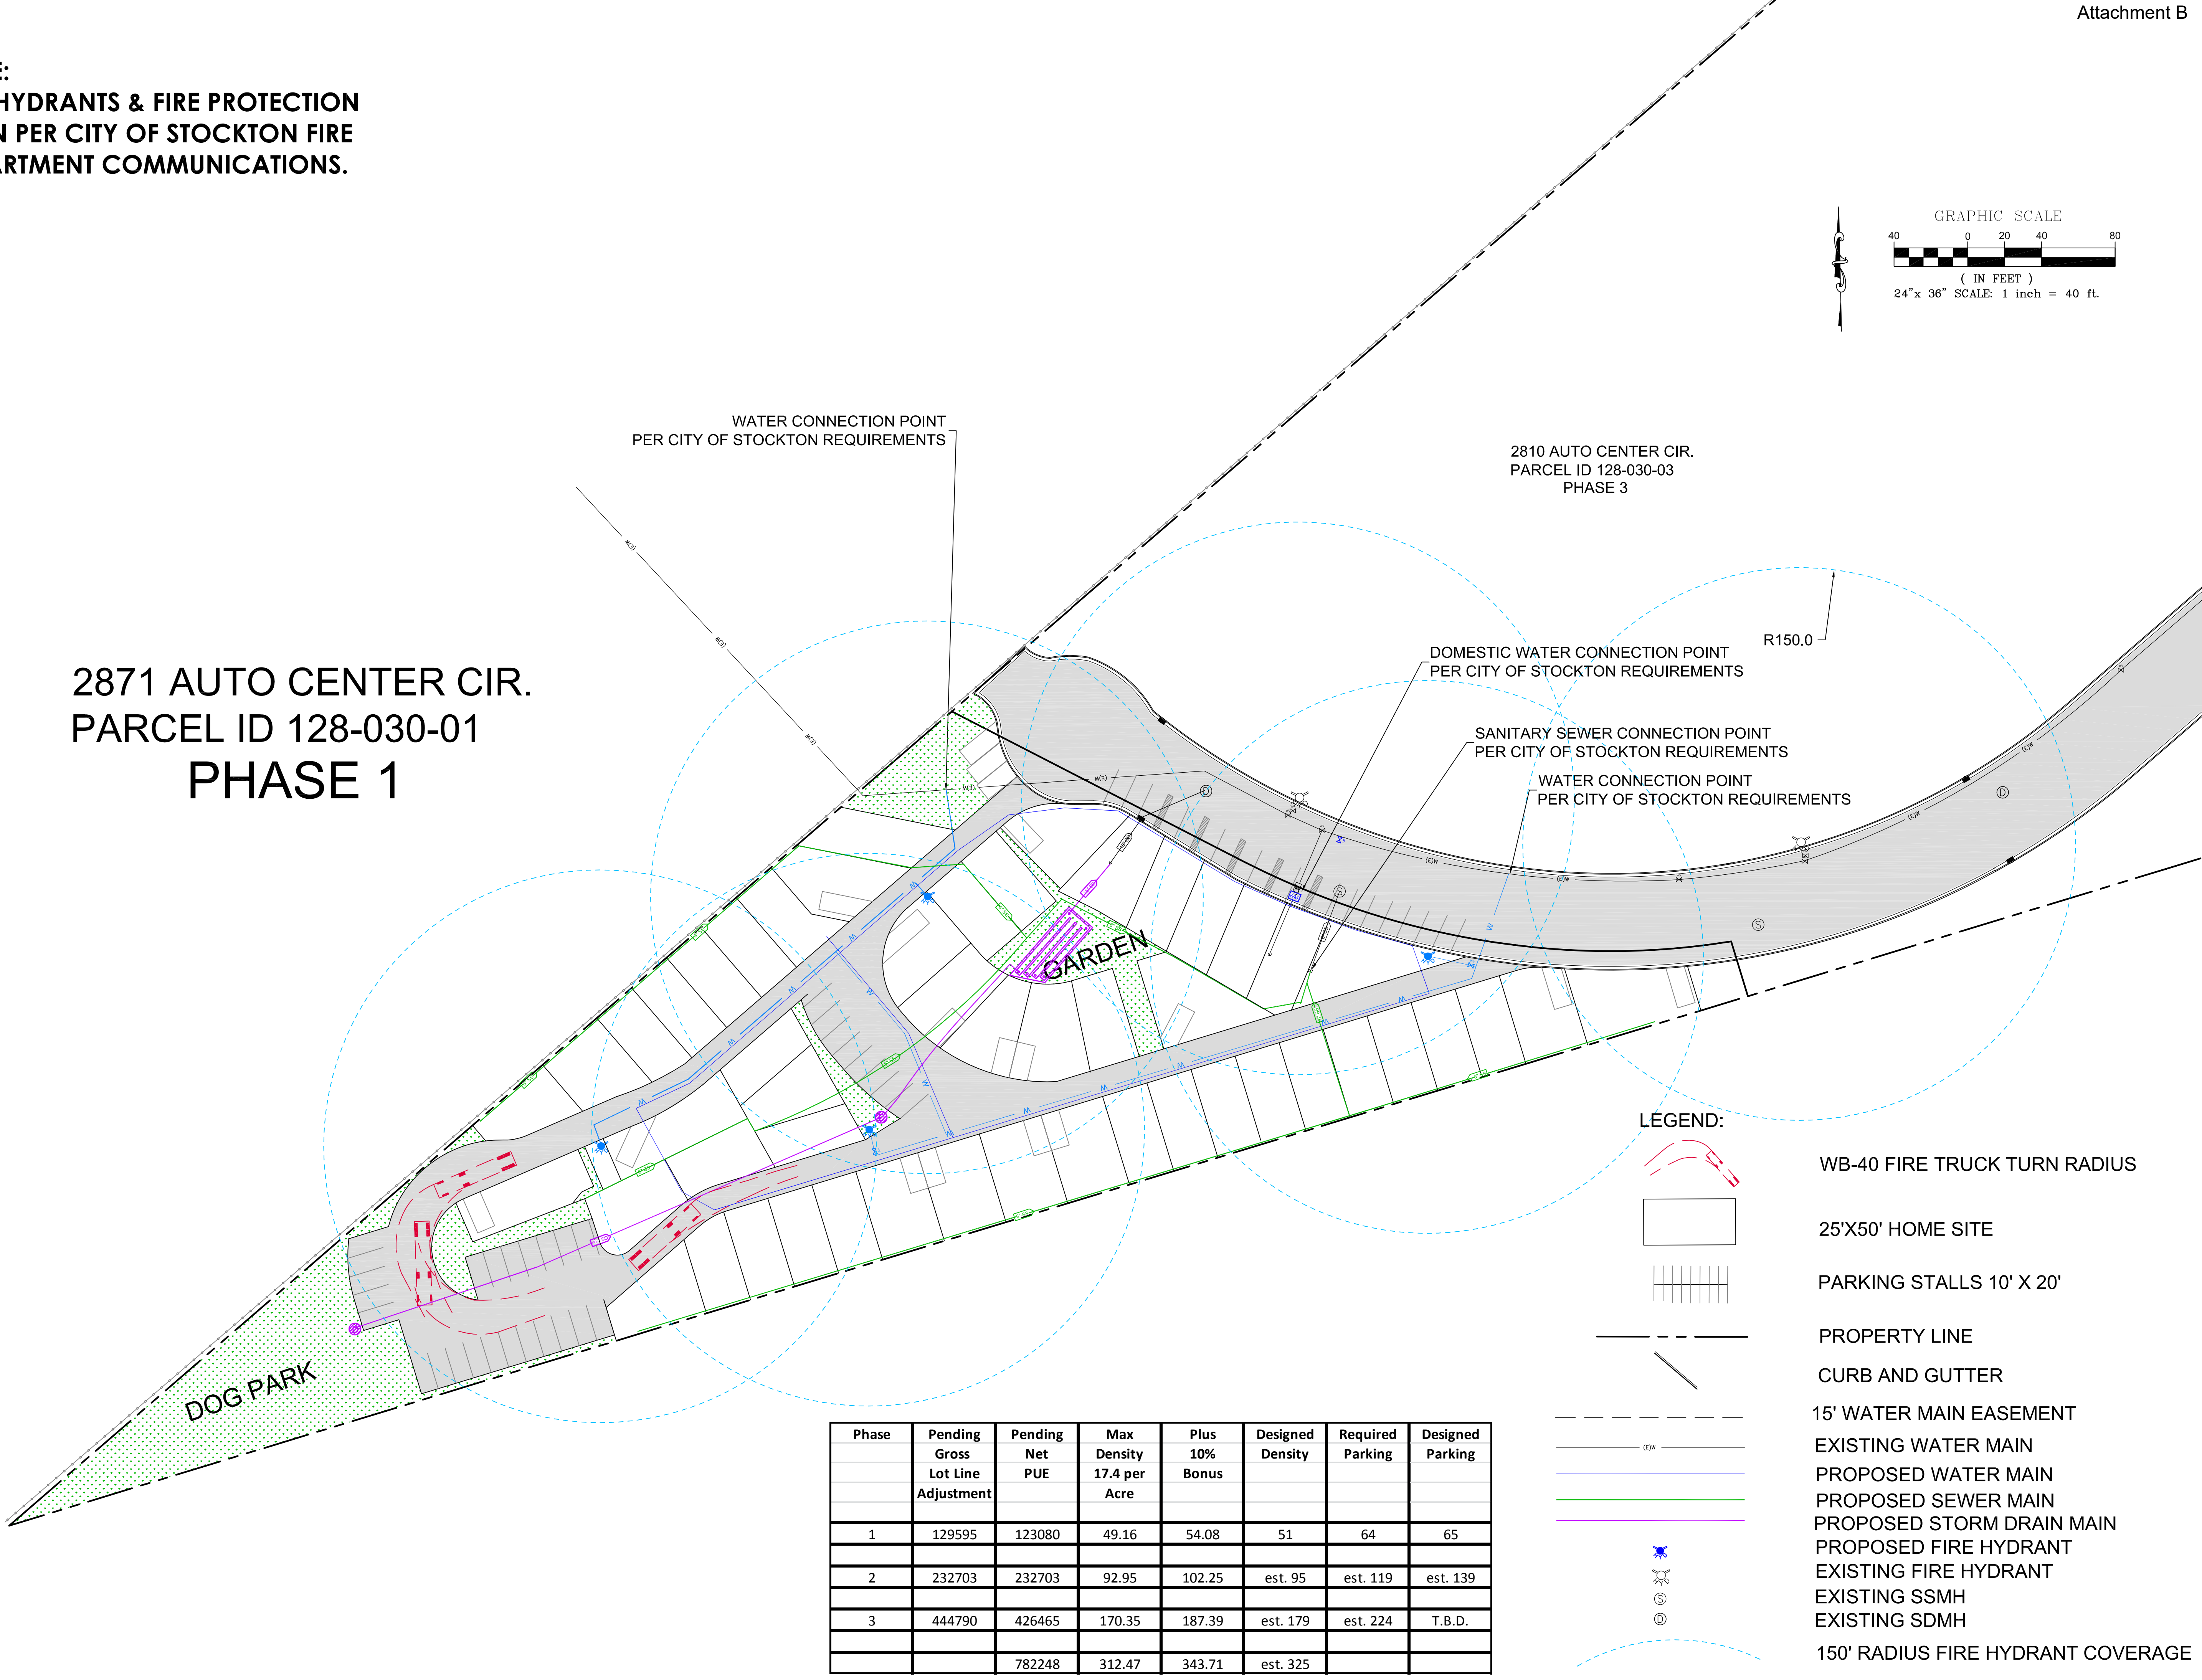 Attachment B
E:
HYDRANTS & FIRE PROTECTION
N PER CITY OF STOCKTON FIRE
ARTMENT COMMUNICATIONS.
GRAPHIC SCALE
40 0 20 40 80
( IN FEET )
24"x 36" SCALE: 1 inch = 40 ft.
WATER CONNECTION POINT
PER CITY OF STOCKTON REQUIREMENTS
2810 AUTO CENTER CIR.
PARCEL ID 128-030-03
PHASE 3
R150.0
DOMESTIC WATER CONNECTION POINT
PER CITY OF STOCKTON REQUIREMENTS
SANITARY SEWER CONNECTION POINT
PER CITY OF STOCKTON REQUIREMENTS
WATER CONNECTION POINT
PER CITY OF STOCKTON REQUIREMENTS
2871 AUTO CENTER CIR.
PARCEL ID 128-030-01
PHASE 1
(E)W
(E)W
(E)W
(E)W
D
D
S
S
GARDEN
DOG PARK
LEGEND:
WB-40 FIRE TRUCK TURN RADIUS
25'X50' HOME SITE
PARKING STALLS 10' X 20'
PROPERTY LINE
CURB AND GUTTER
15' WATER MAIN EASEMENT
(E)W EXISTING WATER MAIN
PROPOSED WATER MAIN
PROPOSED SEWER MAIN
PROPOSED STORM DRAIN MAIN
PROPOSED FIRE HYDRANT
EXISTING FIRE HYDRANT
S EXISTING SSMH
D EXISTING SDMH
150' RADIUS FIRE HYDRANT COVERAGE
Phase Pending Pending Max Plus Designed Required Designed
Gross Net Density 10% Density Parking Parking
Lot Line PUE 17.4 per Bonus
Adjustment Acre
1 129595 123080 49.16 54.08 51 64 65
2 232703 232703 92.95 102.25 est. 95 est. 119 est. 139
3 444790 426465 170.35 187.39 est. 179 est. 224 T.B.D.
782248 312.47 343.71 est. 325